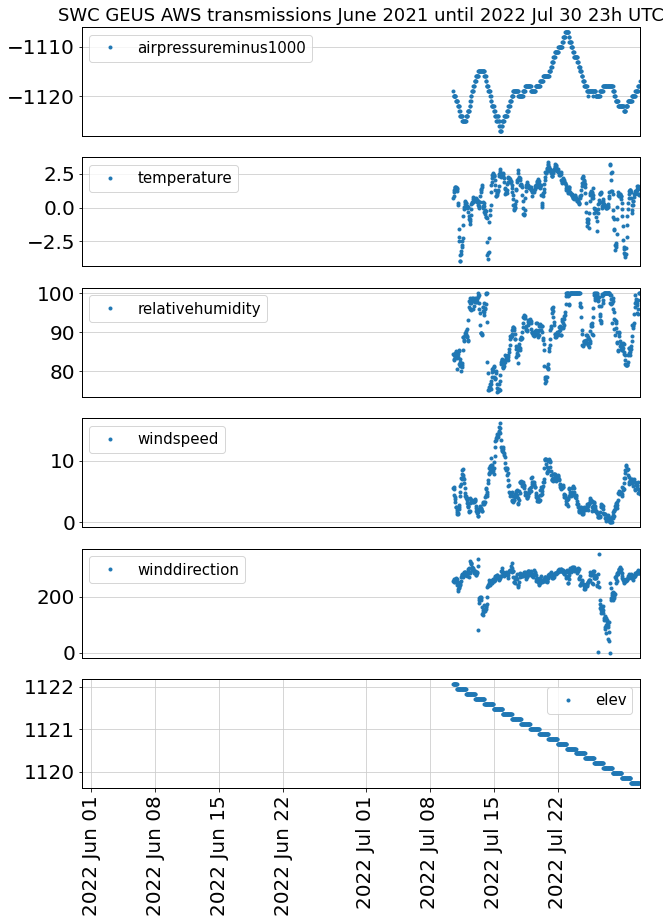 SWC GEUS AWS transmissions June 2021 until 2022 Jul 30 23h UTC
airpressureminus1000
−1110
−1120
temperature
2.5
0.0
−2.5
relativehumidity
100
90
80
windspeed
10
0
winddirection
200
0
elev
1122
1121
1120
2022 Jun 01
2022 Jun 08
2022 Jun 15
2022 Jun 22
2022 Jul 01
2022 Jul 08
2022 Jul 15
2022 Jul 22